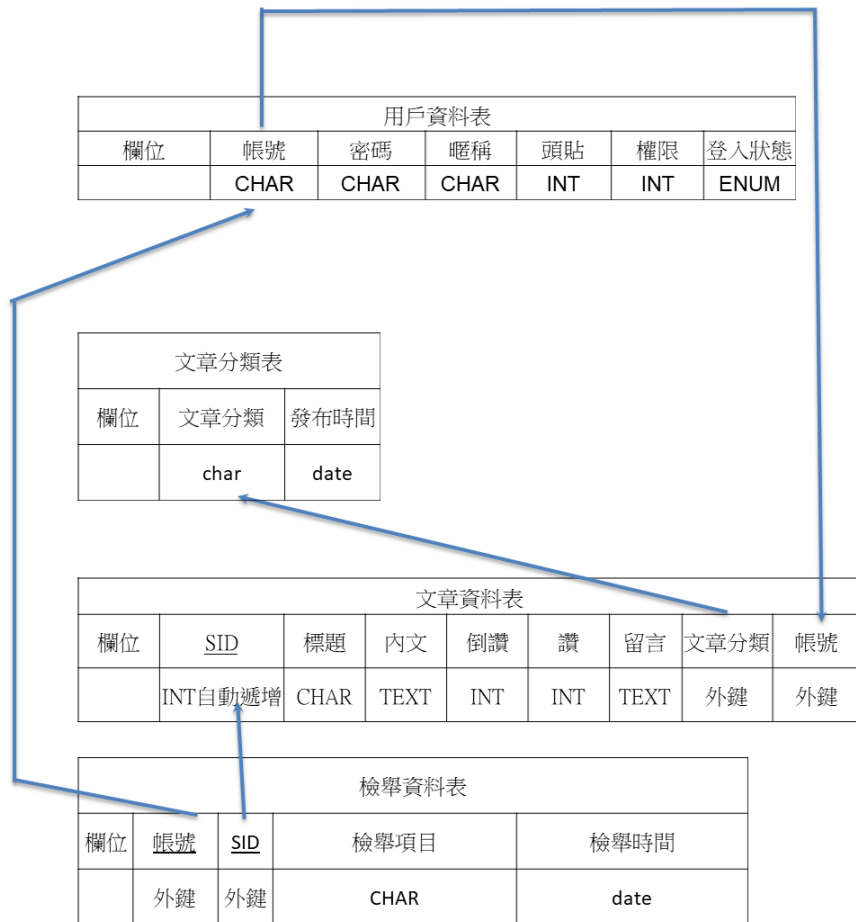 用戶資料表
欄位 帳號 密碼 暱稱 頭貼 權限 登入狀態
CHAR CHAR CHAR INT INT ENUM
文章分類表
欄位 文章分類 發布時間
char date
文章資料表
欄位 SID 標題 內文 倒讚 讚 留言 文章分類 帳號
INT自動遞增 CHAR TEXT INT INT TEXT 外鍵 外鍵
檢舉資料表
欄位 帳號 SID 檢舉項目 檢舉時間
外鍵 外鍵 CHAR date